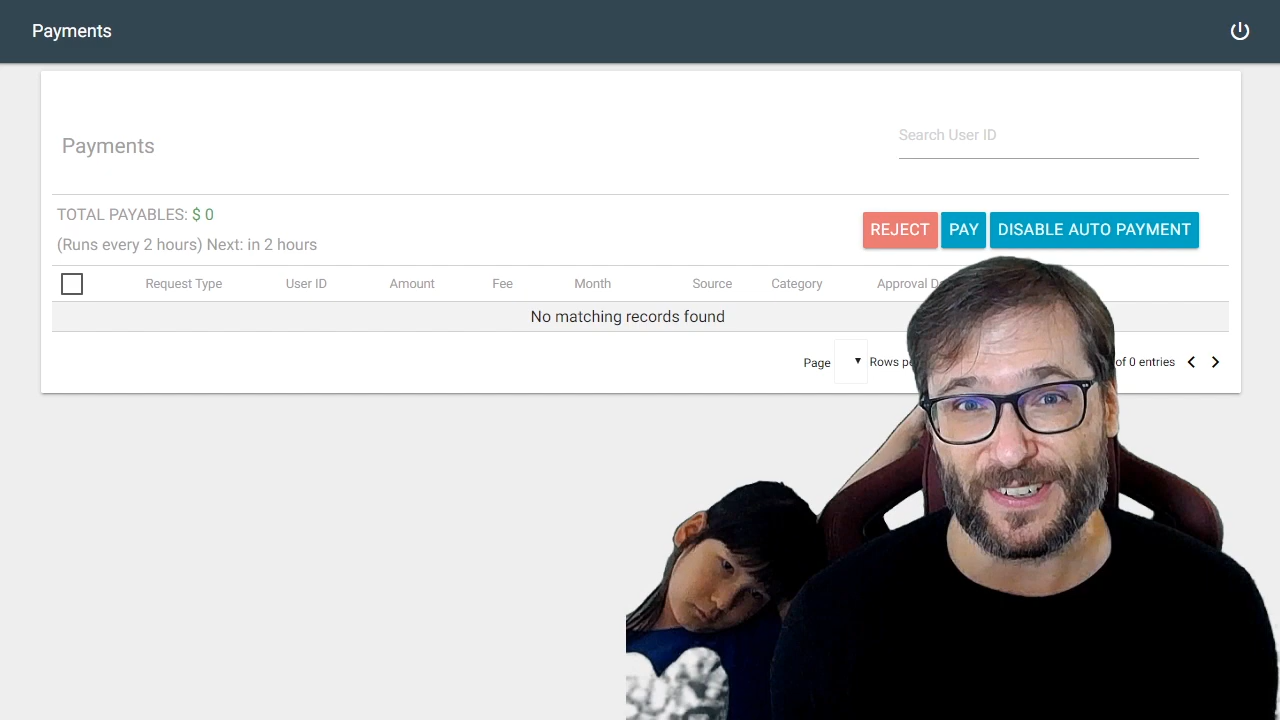 Payments
Payments
Search User ID
TOTAL PAYABLES: $ 0
(Runs every 2 hours) Next: in 2 hours
REJECT PAY DISABLE AUTO PAYMENT
Request Type User ID Amount Fee Month Source Category Approval
No matching records found
Page Rows of 0 entries